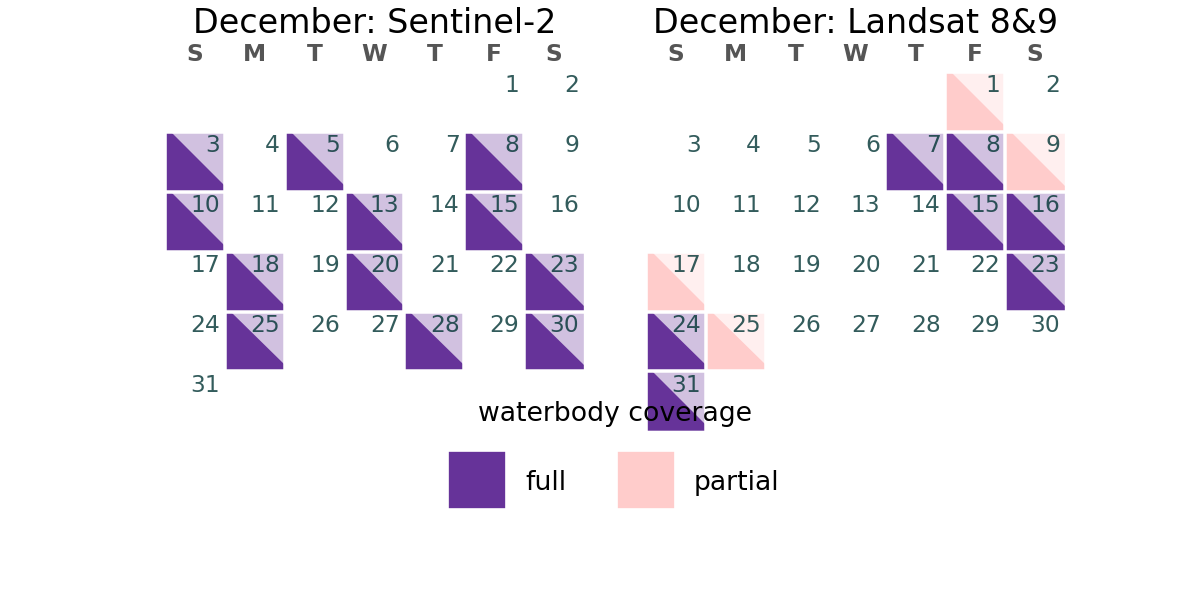 December: Sentinel-2
S M T W T F S
1 2
3 4 5 6 7 8 9
10 11 12 13 14 15 16
17 18 19 20 21 22 23
24 25 26 27 28 29 30
31
December: Landsat 8&9
S M T W T F S
1 2
3 4 5 6 7 8 9
10 11 12 13 14 15 16
17 18 19 20 21 22 23
24 25 26 27 28 29 30
31
waterbody coverage
full partial